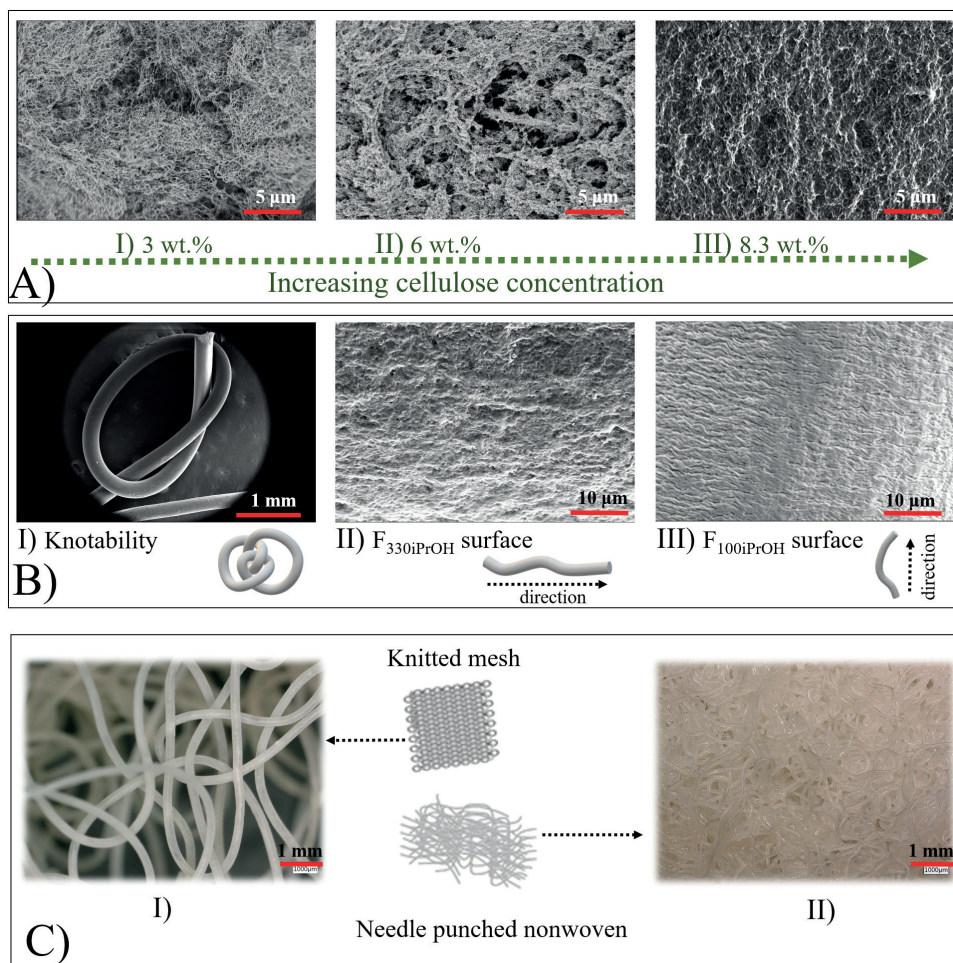 5 µm
5 µm
5 µm
I) 3 wt.%
II) 6 wt.%
III) 8.3 wt.%
Increasing cellulose concentration
A)
1 mm
10 µm
10 µm
I) Knotability
II) F330iPrOH surface
III) F100iPrOH surface
direction
direction
B)
Knitted mesh
1 mm
1000µm
1 mm
1000µm
I)
II)
Needle punched nonwoven
C)